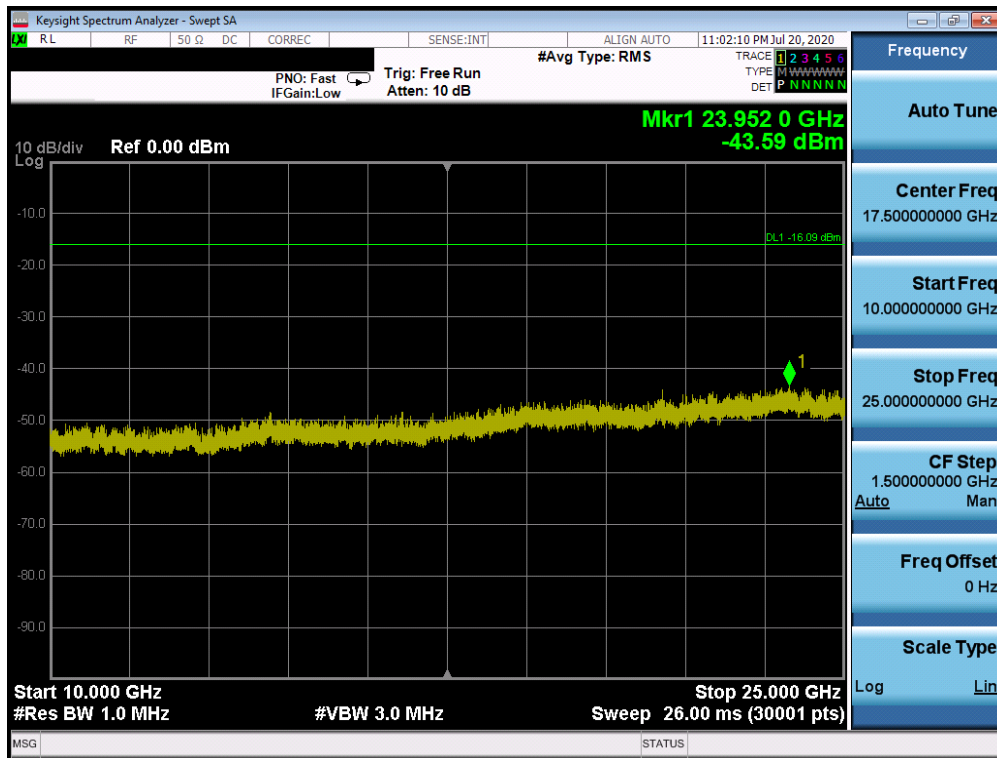 Keysight Spectrum Analyzer - Swept SA
LXI RL RF 50 Ω DC CORREC SENSE:INT ALIGN AUTO 11:02:10 PM Jul 20, 2020
Frequency
#Avg Type: RMS
TRACE 1 2 3 4 5 6
PNO: Fast Trig: Free Run
TYPE M WWWWW
IFGain:Low Atten: 10 dB
DET P N N N N N
Auto Tune
Mkr1 23.952 0 GHz
-43.59 dBm
10 dB/div Ref 0.00 dBm
Log
-10.0
-20.0
-30.0
-40.0
-50.0
-60.0
-70.0
-80.0
-90.0
DL1 -16.09 dBm
1
Center Freq
17.500000000 GHz
Start Freq
10.000000000 GHz
Stop Freq
25.000000000 GHz
CF Step
1.500000000 GHz
Auto Man
Freq Offset
0 Hz
Scale Type
Log Lin
Start 10.000 GHz Stop 25.000 GHz
#Res BW 1.0 MHz #VBW 3.0 MHz Sweep 26.00 ms (30001 pts)
MSG STATUS